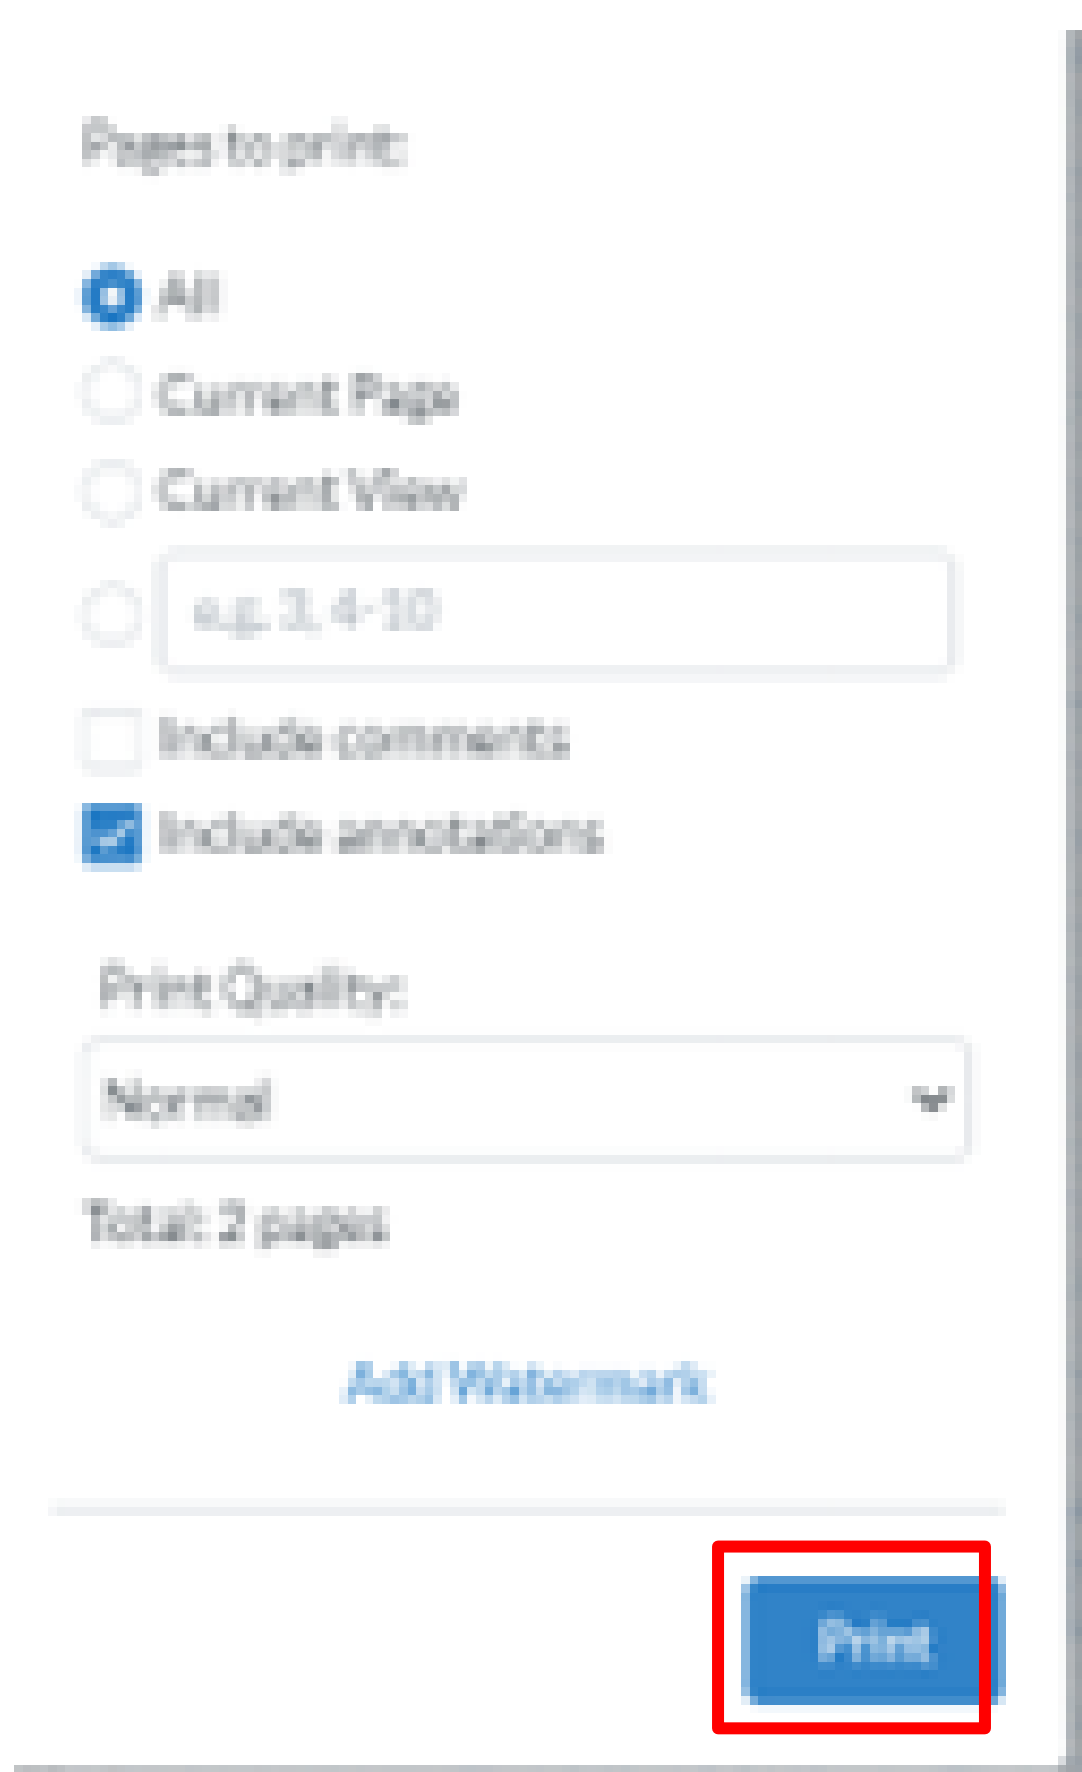 Pages to print:
All
Current Page
Current View
e.g. 3, 4-10
Include comments
Include annotations
Print Quality:
Normal
Total: 2 pages
Add Watermark
Print